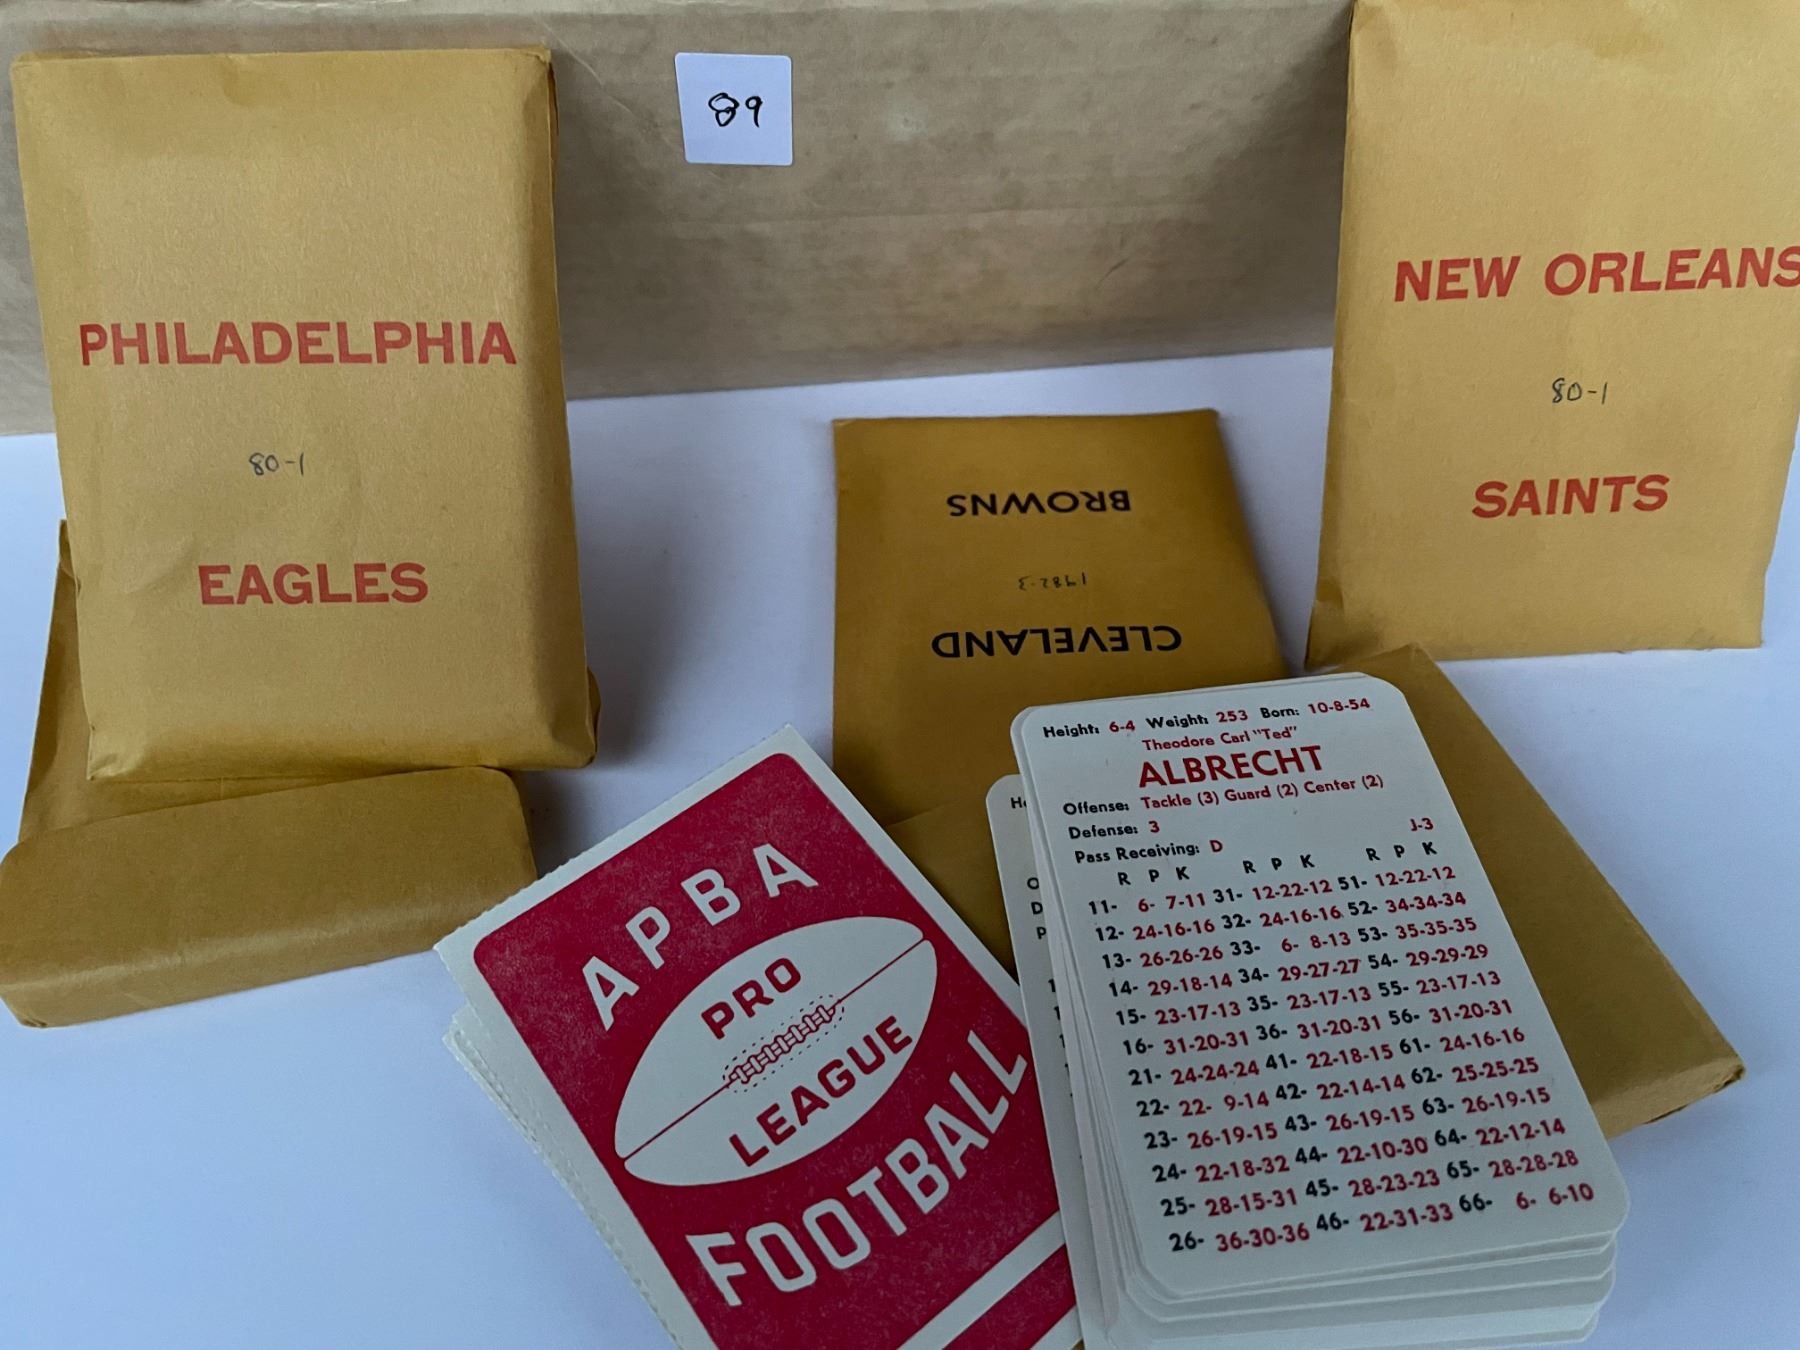 89
PHILADELPHIA
80-1
EAGLES
NEW ORLEANS
80-1
SAINTS
CLEVELAND
1982-3
BROWNS
APBA
PRO
LEAGUE
FOOTBALL
Height: 6-4 Weight: 253 Born: 10-8-54
Theodore Carl "Ted"
ALBRECHT
Offense: Tackle (3) Guard (2) Center (2)
Defense: 3
Pass Receiving: D J-3
R P K R P K R P K
11- 6- 7-11 31- 12-22-12 51- 12-22-12
12- 24-16-16 32- 24-16-16 52- 34-34-34
13- 26-26-26 33- 6- 8-13 53- 35-35-35
14- 29-18-14 34- 29-27-27 54- 29-29-29
15- 23-17-13 35- 23-17-13 55- 23-17-13
16- 31-20-31 36- 31-20-31 56- 31-20-31
21- 24-24-24 41- 22-18-15 61- 24-16-16
22- 22- 9-14 42- 22-14-14 62- 25-25-25
23- 26-19-15 43- 26-19-15 63- 26-19-15
24- 22-18-32 44- 22-10-30 64- 22-12-14
25- 28-15-31 45- 28-23-23 65- 28-28-28
26- 36-30-36 46- 22-31-33 66- 6- 6-10